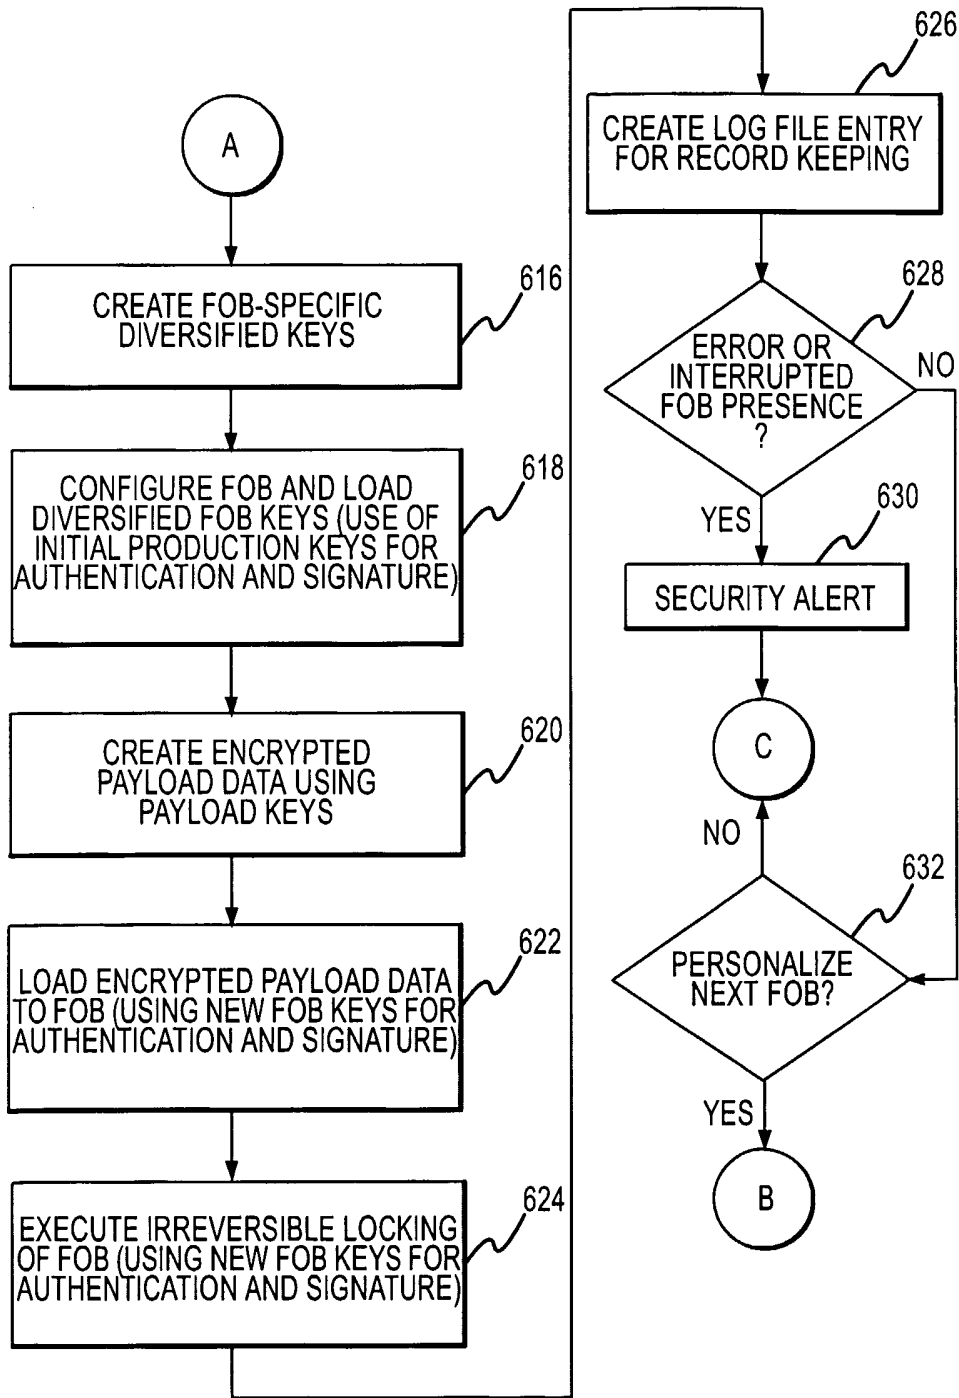 A
CREATE FOB-SPECIFIC
DIVERSIFIED KEYS
616
CONFIGURE FOB AND LOAD
DIVERSIFIED FOB KEYS (USE OF
INITIAL PRODUCTION KEYS FOR
AUTHENTICATION AND SIGNATURE)
618
CREATE ENCRYPTED
PAYLOAD DATA USING
PAYLOAD KEYS
620
LOAD ENCRYPTED PAYLOAD DATA
TO FOB (USING NEW FOB KEYS FOR
AUTHENTICATION AND SIGNATURE)
622
EXECUTE IRREVERSIBLE LOCKING
OF FOB (USING NEW FOB KEYS FOR
AUTHENTICATION AND SIGNATURE)
624
626
CREATE LOG FILE ENTRY
FOR RECORD KEEPING
628
ERROR OR
INTERRUPTED
FOB PRESENCE
?
NO
YES
630
SECURITY ALERT
C
NO
632
PERSONALIZE
NEXT FOB?
YES
B